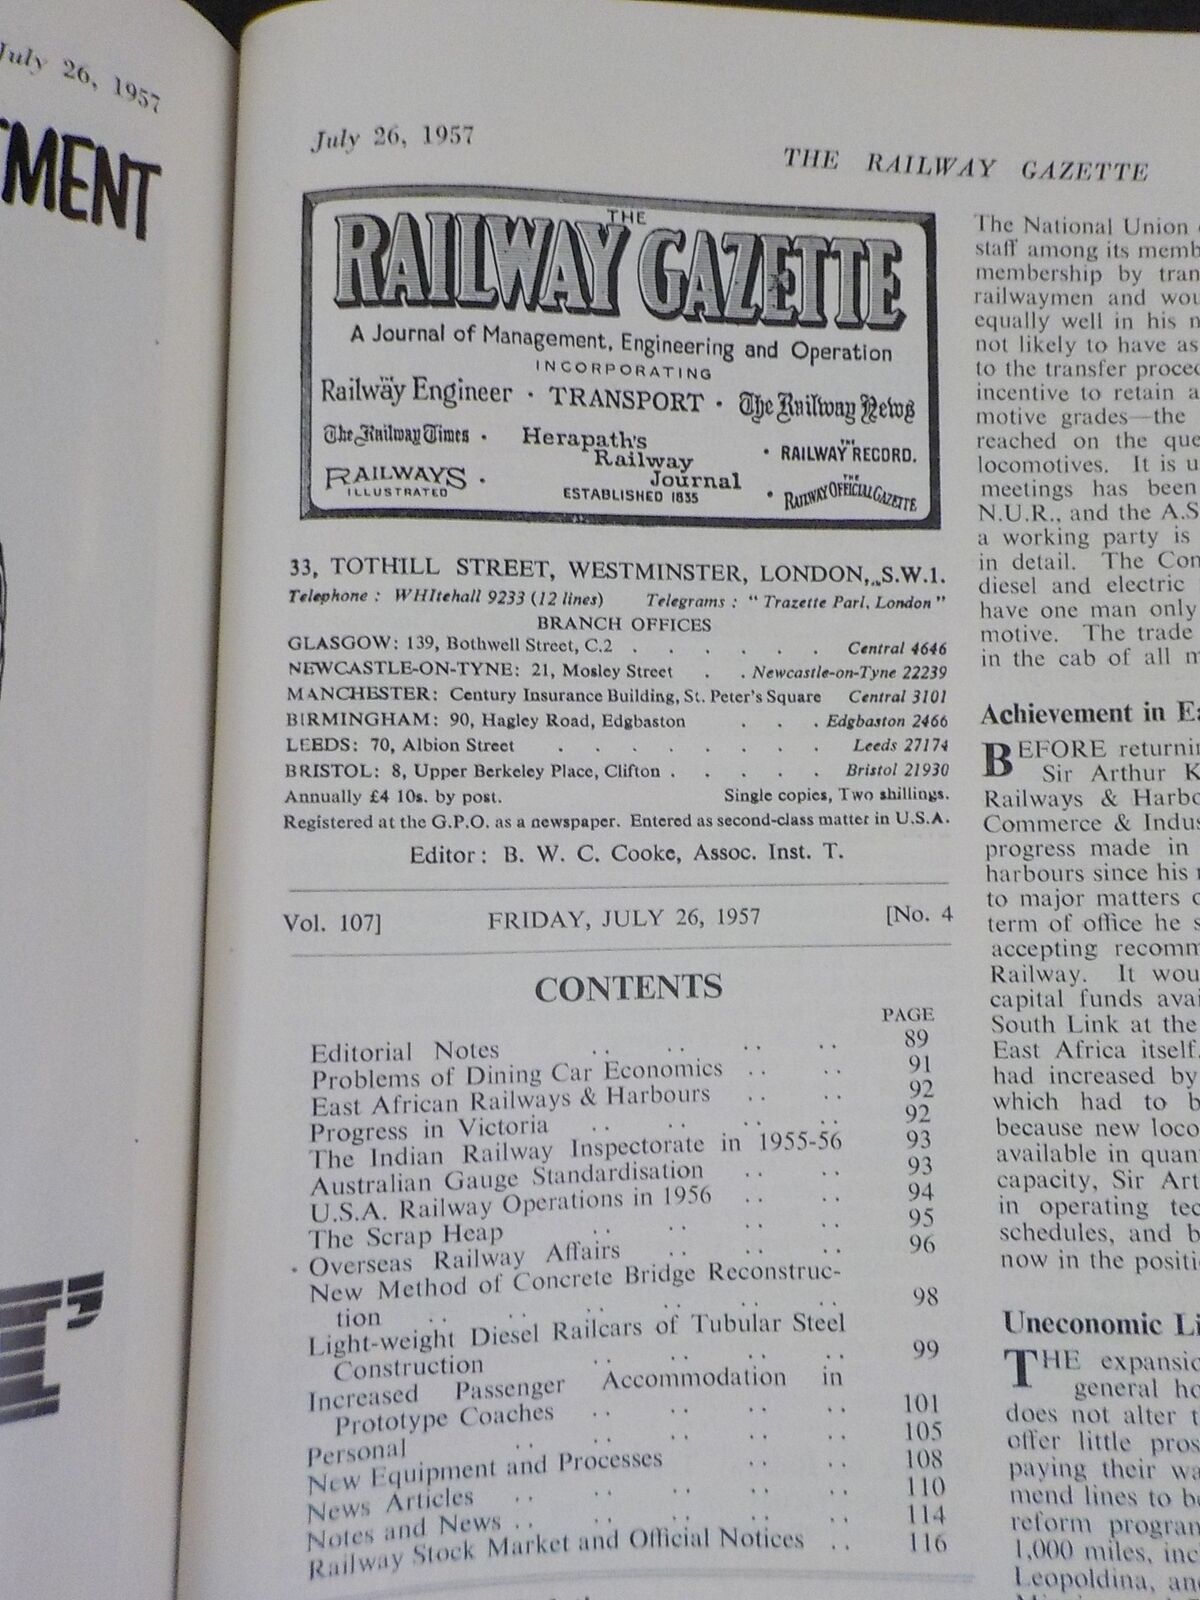 July 26, 1957
TMENT
July 26, 1957
THE RAILWAY GAZETTE
THE
RAILWAY GAZETTE
A Journal of Management, Engineering and Operation
INCORPORATING
Railway Engineer · TRANSPORT · The Railway News
The Railway Times · Herapath's Railway Journal · THE RAILWAY RECORD.
RAILWAYS ILLUSTRATED · ESTABLISHED 1835 · THE RAILWAY OFFICIAL GAZETTE
33, TOTHILL STREET, WESTMINSTER, LONDON, S.W.1.
Telephone : WHItehall 9233 (12 lines) Telegrams : " Trazette Parl. London "
BRANCH OFFICES
GLASGOW: 139, Bothwell Street, C.2 . . . . . . Central 4646
NEWCASTLE-ON-TYNE: 21, Mosley Street . . Newcastle-on-Tyne 22239
MANCHESTER: Century Insurance Building, St. Peter's Square Central 3101
BIRMINGHAM: 90, Hagley Road, Edgbaston . . . Edgbaston 2466
LEEDS: 70, Albion Street . . . . . . . Leeds 27174
BRISTOL: 8, Upper Berkeley Place, Clifton . . . . . Bristol 21930
Annually £4 10s. by post. Single copies, Two shillings.
Registered at the G.P.O. as a newspaper. Entered as second-class matter in U.S.A.
Editor: B. W. C. Cooke, Assoc. Inst. T.
Vol. 107] FRIDAY, JULY 26, 1957 [No. 4
CONTENTS
PAGE
Editorial Notes .. .. .. .. 89
Problems of Dining Car Economics .. .. 91
East African Railways & Harbours .. .. 92
Progress in Victoria .. .. .. .. 92
The Indian Railway Inspectorate in 1955-56 93
Australian Gauge Standardisation .. .. 93
U.S.A. Railway Operations in 1956 .. .. 94
The Scrap Heap .. .. .. .. 95
Overseas Railway Affairs .. .. .. 96
New Method of Concrete Bridge Reconstruc-
tion .. .. .. .. .. .. 98
Light-weight Diesel Railcars of Tubular Steel
Construction .. .. .. .. 99
Increased Passenger Accommodation in
Prototype Coaches .. .. .. .. 101
Personal .. .. .. .. .. 105
New Equipment and Processes .. .. 108
News Articles .. .. .. .. .. 110
Notes and News .. .. .. .. .. 114
Railway Stock Market and Official Notices .. 116
The National Union
staff among its memb
membership by tran
railwaymen and wou
equally well in his
not likely to have as
to the transfer proced
incentive to retain a
motive grades—the
reached on the que
locomotives. It is u
meetings has been
N.U.R., and the A.S
a working party is
in detail. The Con
diesel and electric
have one man only
motive. The trade
in the cab of all m
Achievement in Ea
BEFORE returnin
Sir Arthur K
Railways & Harbo
Commerce & Indus
progress made in
harbours since his
to major matters
term of office he s
accepting recomm
Railway. It wou
capital funds avai
South Link at the
East Africa itself.
had increased by
which had to b
because new loco
available in quan
capacity, Sir Art
in operating tec
schedules, and b
now in the positi
Uneconomic Li
THE expansio
general ho
does not alter t
offer little pros
paying their wa
mend lines to be
reform program
1,000 miles, inc
Leopoldina, and